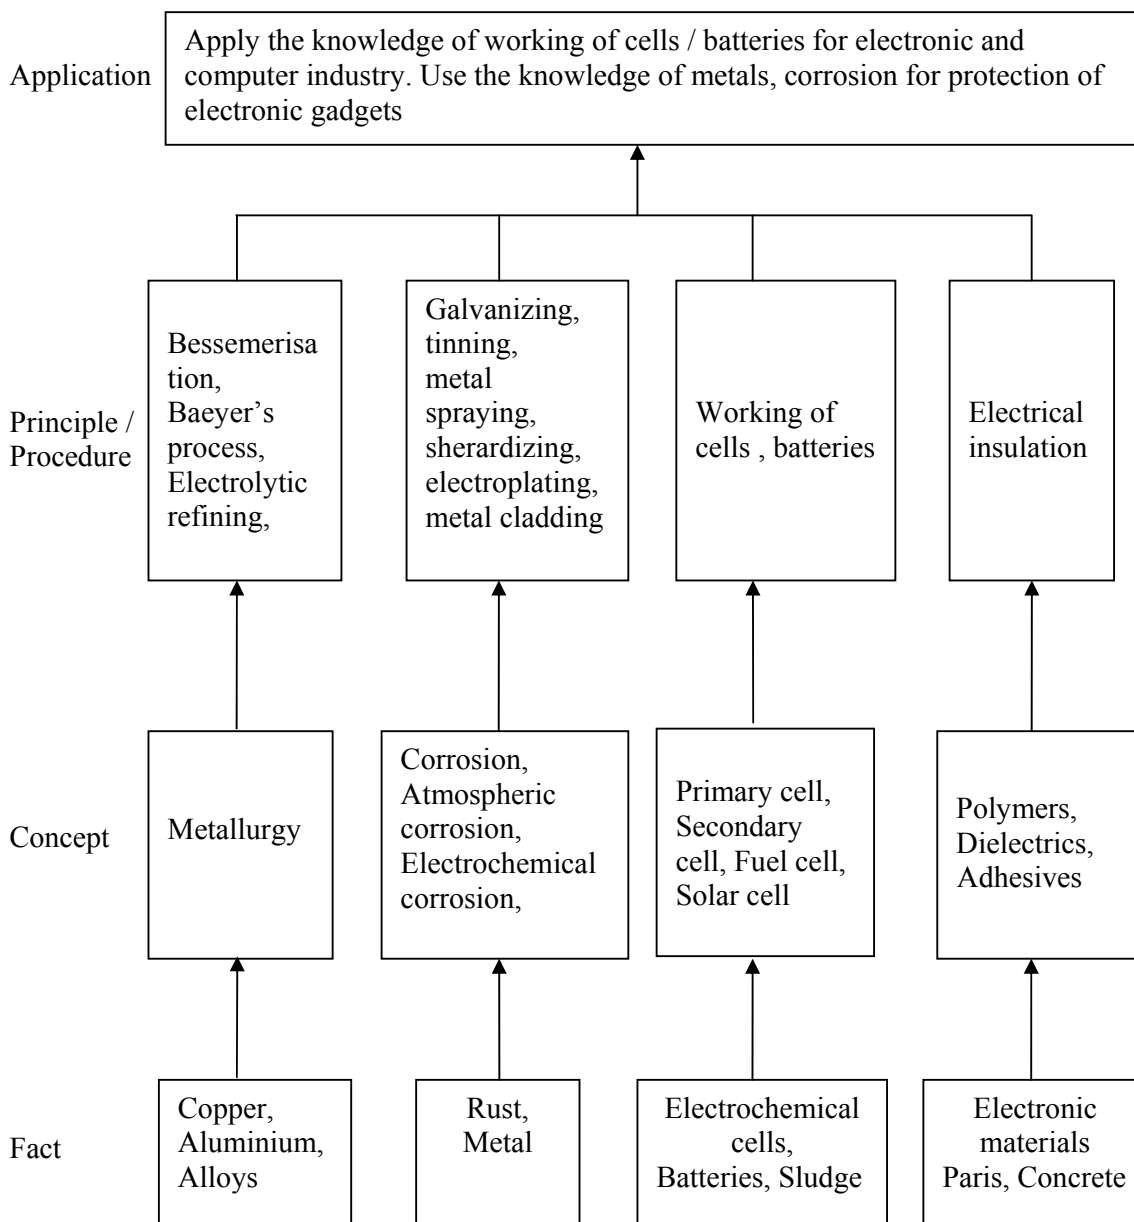 Application
Apply the knowledge of working of cells / batteries for electronic and
computer industry. Use the knowledge of metals, corrosion for protection of
electronic gadgets
Principle /
Procedure
Bessemerisa
tion,
Baeyer’s
process,
Electrolytic
refining,
Galvanizing,
tinning,
metal
spraying,
sherardizing,
electroplating,
metal cladding
Working of
cells , batteries
Electrical
insulation
Concept
Metallurgy
Corrosion,
Atmospheric
corrosion,
Electrochemical
corrosion,
Primary cell,
Secondary
cell, Fuel cell,
Solar cell
Polymers,
Dielectrics,
Adhesives
Fact
Copper,
Aluminium,
Alloys
Rust,
Metal
Electrochemical
cells,
Batteries, Sludge
Electronic
materials
Paris, Concrete